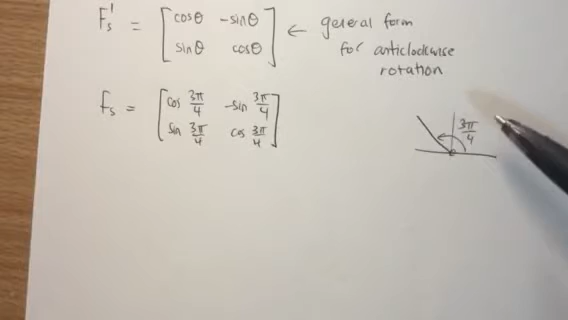 Fs' = [cosθ -sinθ] ← general form
[sinθ cosθ] for anticlockwise
rotation
fs = [cos 3π/4 -sin 3π/4]
[sin 3π/4 cos 3π/4]
3π/4